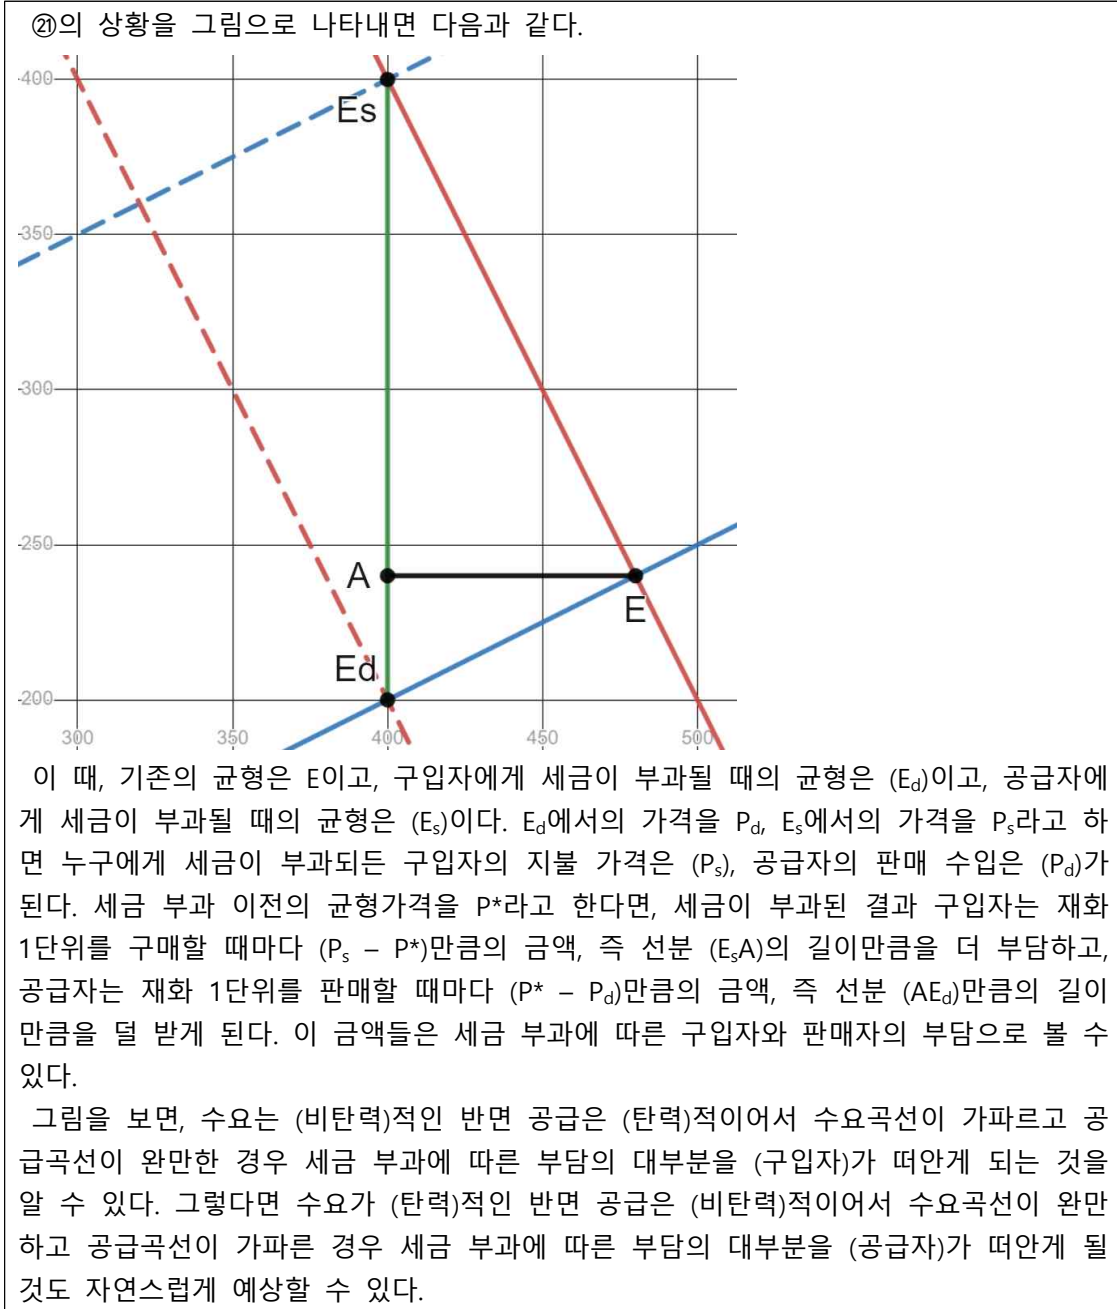 ㉑의 상황을 그림으로 나타내면 다음과 같다.
400
Es
350
300
250
A
E
Ed
200
300 350 400 450 500
이 때, 기존의 균형은 E이고, 구입자에게 세금이 부과될 때의 균형은 (Ed)이고, 공급자에
게 세금이 부과될 때의 균형은 (Es)이다. Ed에서의 가격을 Pd, Es에서의 가격을 Ps라고 하
면 누구에게 세금이 부과되든 구입자의 지불 가격은 (Ps), 공급자의 판매 수입은 (Pd)가
된다. 세금 부과 이전의 균형가격을 P*라고 한다면, 세금이 부과된 결과 구입자는 재화
1단위를 구매할 때마다 (Ps – P*)만큼의 금액, 즉 선분 (EsA)의 길이만큼을 더 부담하고,
공급자는 재화 1단위를 판매할 때마다 (P* – Pd)만큼의 금액, 즉 선분 (AEd)만큼의 길이
만큼을 덜 받게 된다. 이 금액들은 세금 부과에 따른 구입자와 판매자의 부담으로 볼 수
있다.
그림을 보면, 수요는 (비탄력)적인 반면 공급은 (탄력)적이어서 수요곡선이 가파르고 공
급곡선이 완만한 경우 세금 부과에 따른 부담의 대부분을 (구입자)가 떠안게 되는 것을
알 수 있다. 그렇다면 수요가 (탄력)적인 반면 공급은 (비탄력)적이어서 수요곡선이 완만
하고 공급곡선이 가파른 경우 세금 부과에 따른 부담의 대부분을 (공급자)가 떠안게 될
것도 자연스럽게 예상할 수 있다.